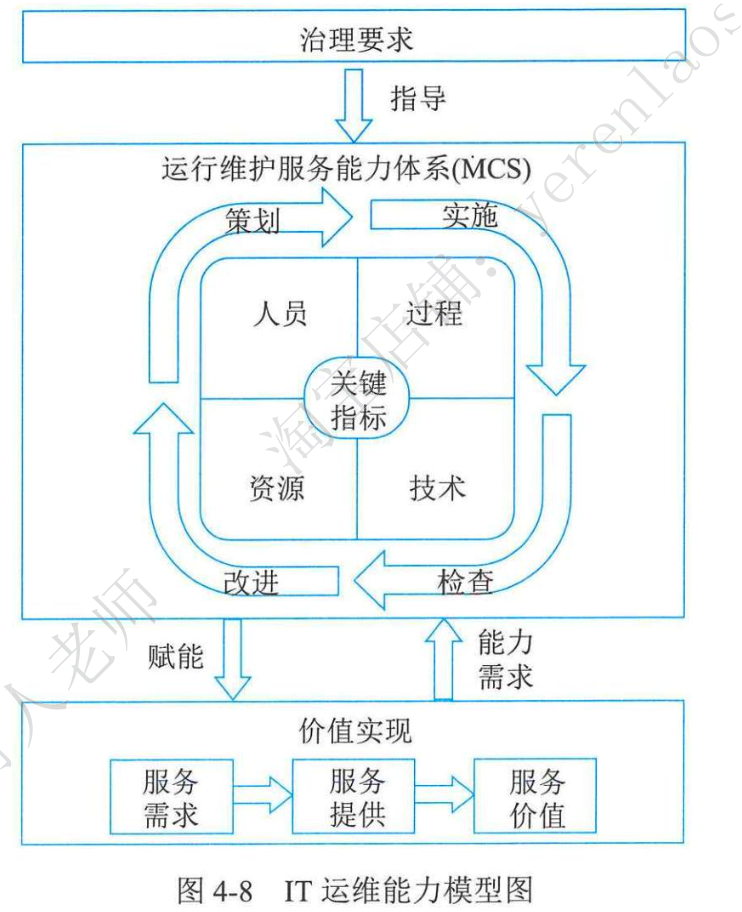 治理要求
指导
运行维护服务能力体系(MCS)
策划
实施
人员
过程
关键
指标
资源
技术
改进
检查
赋能
能力
需求
价值实现
服务
需求
服务
提供
服务
价值
图 4-8 IT 运维能力模型图
淘宝店铺：yerenlaos
人老师